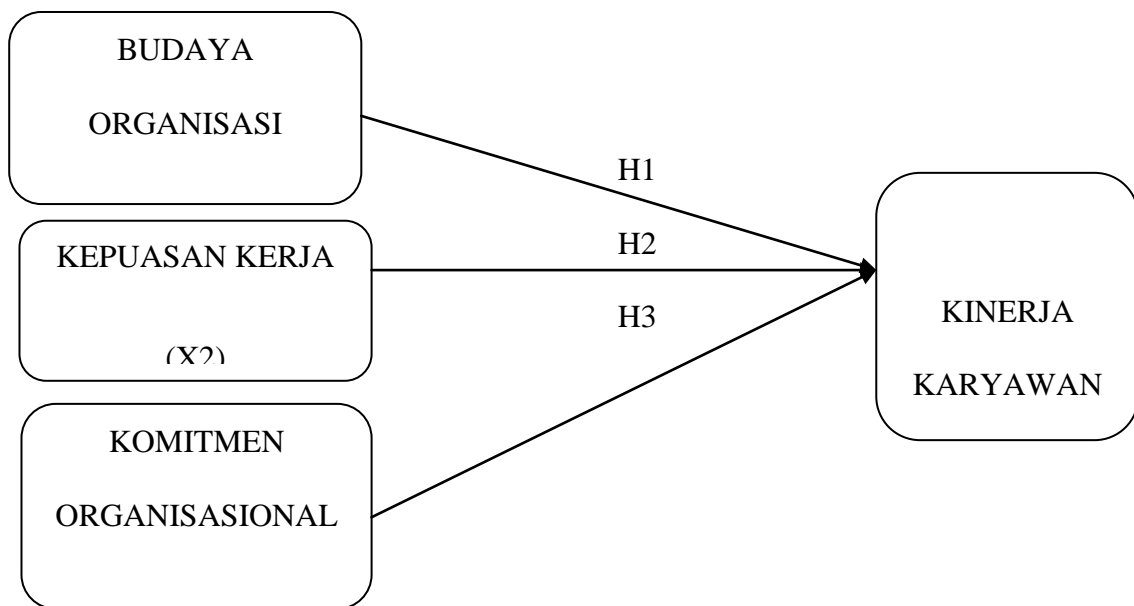 BUDAYA
ORGANISASI
H1
KEPUASAN KERJA
(X2)
H2
H3
KOMITMEN
ORGANISASIONAL
KINERJA
KARYAWAN